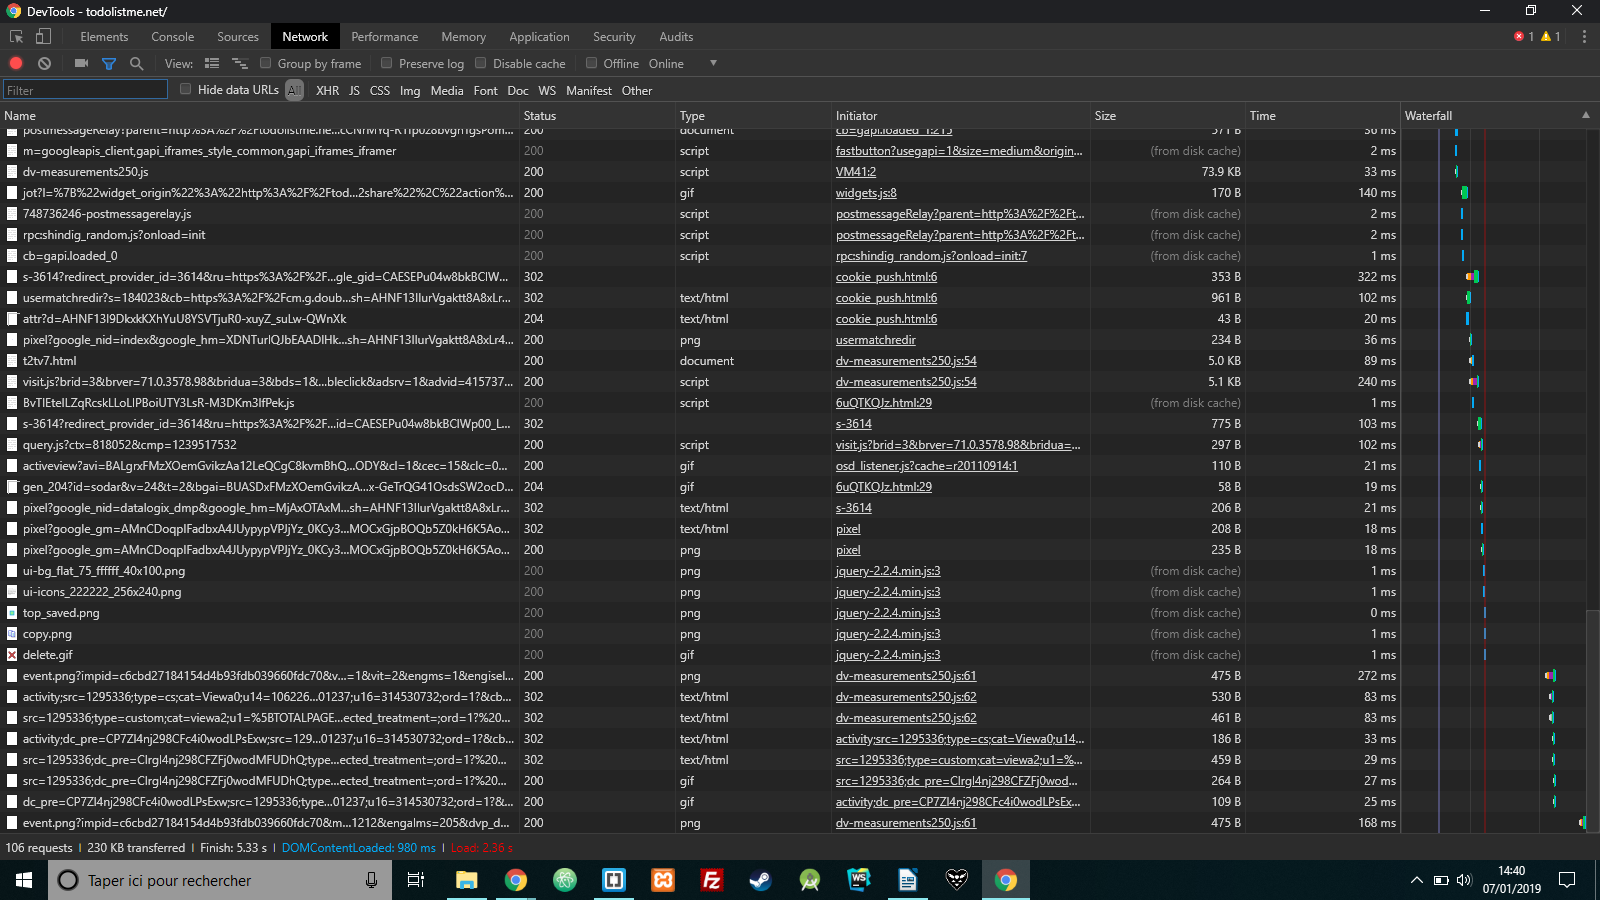 DevTools - todolistme.net/
Elements Console Sources Network Performance Memory Application Security Audits 1 1
View: Group by frame Preserve log Disable cache Offline Online
Filter Hide data URLs All XHR JS CSS Img Media Font Doc WS Manifest Other
Name Status Type Initiator Size Time Waterfall
200 document cb=gapi.loaded_1:215 571 B 30 ms
m=googleapis_client,gapi_iframes_style_common,gapi_iframes_iframer 200 script fastbutton?usegapi=1&size=medium&origin... (from disk cache) 2 ms
dv-measurements250.js 200 script VM41:2 73.9 KB 33 ms
jot?l=%7B%22widget_origin%22%3A%22http%3A%2F%2Ftod...2share%22%2C%22action%... 200 gif widgets.js:8 170 B 140 ms
748736246-postmessagerelay.js 200 script postmessageRelay?parent=http%3A%2F%2Ft... (from disk cache) 2 ms
rpc:shindig_random.js?onload=init 200 script postmessageRelay?parent=http%3A%2F%2Ft... (from disk cache) 2 ms
cb=gapi.loaded_0 200 script rpc:shindig_random.js?onload=init:7 (from disk cache) 1 ms
s-3614?redirect_provider_id=3614&ru=https%3A%2F%2F...gle_gid=CAESEPu04w8bkBClW... 302 cookie_push.html:6 353 B 322 ms
usermatchredir?s=184023&cb=https%3A%2F%2Fcm.g.doub...sh=AHNF13IlurVgaktt8A8xLr... 302 text/html cookie_push.html:6 961 B 102 ms
attr?d=AHNF13I9DkxkKXhYuU8YSVTjuR0-xuyZ_suLw-QWnXk 204 text/html cookie_push.html:6 43 B 20 ms
pixel?google_nid=index&google_hm=XDNTurlQJbEAADlHk...sh=AHNF13IlurVgaktt8A8xLr4... 200 png usermatchredir 234 B 36 ms
t2tv7.html 200 document dv-measurements250.js:54 5.0 KB 89 ms
visit.js?brid=3&brver=71.0.3578.98&bridua=3&bds=1&...bleclick&adsrv=1&advid=415737... 200 script dv-measurements250.js:54 5.1 KB 240 ms
BvTlEtelLZqRcskLLoLlPBoiUTY3LsR-M3DKm3lfPek.js 200 script 6uQTKQJz.html:29 (from disk cache) 1 ms
s-3614?redirect_provider_id=3614&ru=https%3A%2F%2F...id=CAESEPu04w8bkBClWp00_L... 302 s-3614 775 B 103 ms
query.js?ctx=818052&cmp=1239517532 200 script visit.js?brid=3&brver=71.0.3578.98&bridua=... 297 B 102 ms
activeview?avi=BALgrxFMzXOemGvikzAa12LeQCgC8kvmBhQ...ODY&cl=1&cec=15&clc=0... 200 gif osd_listener.js?cache=r20110914:1 110 B 21 ms
gen_204?id=sodar&v=24&t=2&bgai=BUASDxFMzXOemGvikzA...x-GeTrQG41OsdsSW2ocD... 204 gif 6uQTKQJz.html:29 58 B 19 ms
pixel?google_nid=datalogix_dmp&google_hm=MjAxOTAxM...sh=AHNF13IlurVgaktt8A8xLr... 302 text/html s-3614 206 B 21 ms
pixel?google_gm=AMnCDoqpIFadbxA4JUypypVPJjYz_0KCy3...MOCxGjpBOQb5Z0kH6K5Ao... 302 text/html pixel 208 B 18 ms
pixel?google_gm=AMnCDoqpIFadbxA4JUypypVPJjYz_0KCy3...MOCxGjpBOQb5Z0kH6K5Ao... 200 png pixel 235 B 18 ms
ui-bg_flat_75_ffffff_40x100.png 200 png jquery-2.2.4.min.js:3 (from disk cache) 1 ms
ui-icons_222222_256x240.png 200 png jquery-2.2.4.min.js:3 (from disk cache) 1 ms
top_saved.png 200 png jquery-2.2.4.min.js:3 (from disk cache) 0 ms
copy.png 200 png jquery-2.2.4.min.js:3 (from disk cache) 1 ms
delete.gif 200 gif jquery-2.2.4.min.js:3 (from disk cache) 1 ms
event.png?impid=c6cbd27184154d4b93fdb039660fdc70&v...=1&vit=2&engms=1&engisel... 200 png dv-measurements250.js:61 475 B 272 ms
activity;src=1295336;type=cs;cat=Viewa0;u14=106226...01237;u16=314530732;ord=1?&cb... 302 text/html dv-measurements250.js:62 530 B 83 ms
src=1295336;type=custom;cat=viewa2;u1=%5BTOTALPAGE...ected_treatment=;ord=1?%20... 302 text/html dv-measurements250.js:62 461 B 83 ms
activity;dc_pre=CP7ZI4nj298CFc4i0wodLPsExw;src=129...01237;u16=314530732;ord=1?&cb... 302 text/html activity;src=1295336;type=cs;cat=Viewa0;u14... 186 B 33 ms
src=1295336;dc_pre=CIrgl4nj298CFZFj0wodMFUDhQ;type...ected_treatment=;ord=1?%20... 302 text/html src=1295336;type=custom;cat=viewa2;u1=%... 459 B 29 ms
src=1295336;dc_pre=CIrgl4nj298CFZFj0wodMFUDhQ;type...ected_treatment=;ord=1?%20... 200 gif src=1295336;dc_pre=CIrgl4nj298CFZFj0wod... 264 B 27 ms
dc_pre=CP7ZI4nj298CFc4i0wodLPsExw;src=1295336;type...01237;u16=314530732;ord=1?&... 200 gif activity;dc_pre=CP7ZI4nj298CFc4i0wodLPsEx... 109 B 25 ms
event.png?impid=c6cbd27184154d4b93fdb039660fdc70&m...1212&engalms=205&dvp_d... 200 png dv-measurements250.js:61 475 B 168 ms
106 requests | 230 KB transferred | Finish: 5.33 s | DOMContentLoaded: 980 ms | Load: 2.36 s
Taper ici pour rechercher 14:40
07/01/2019